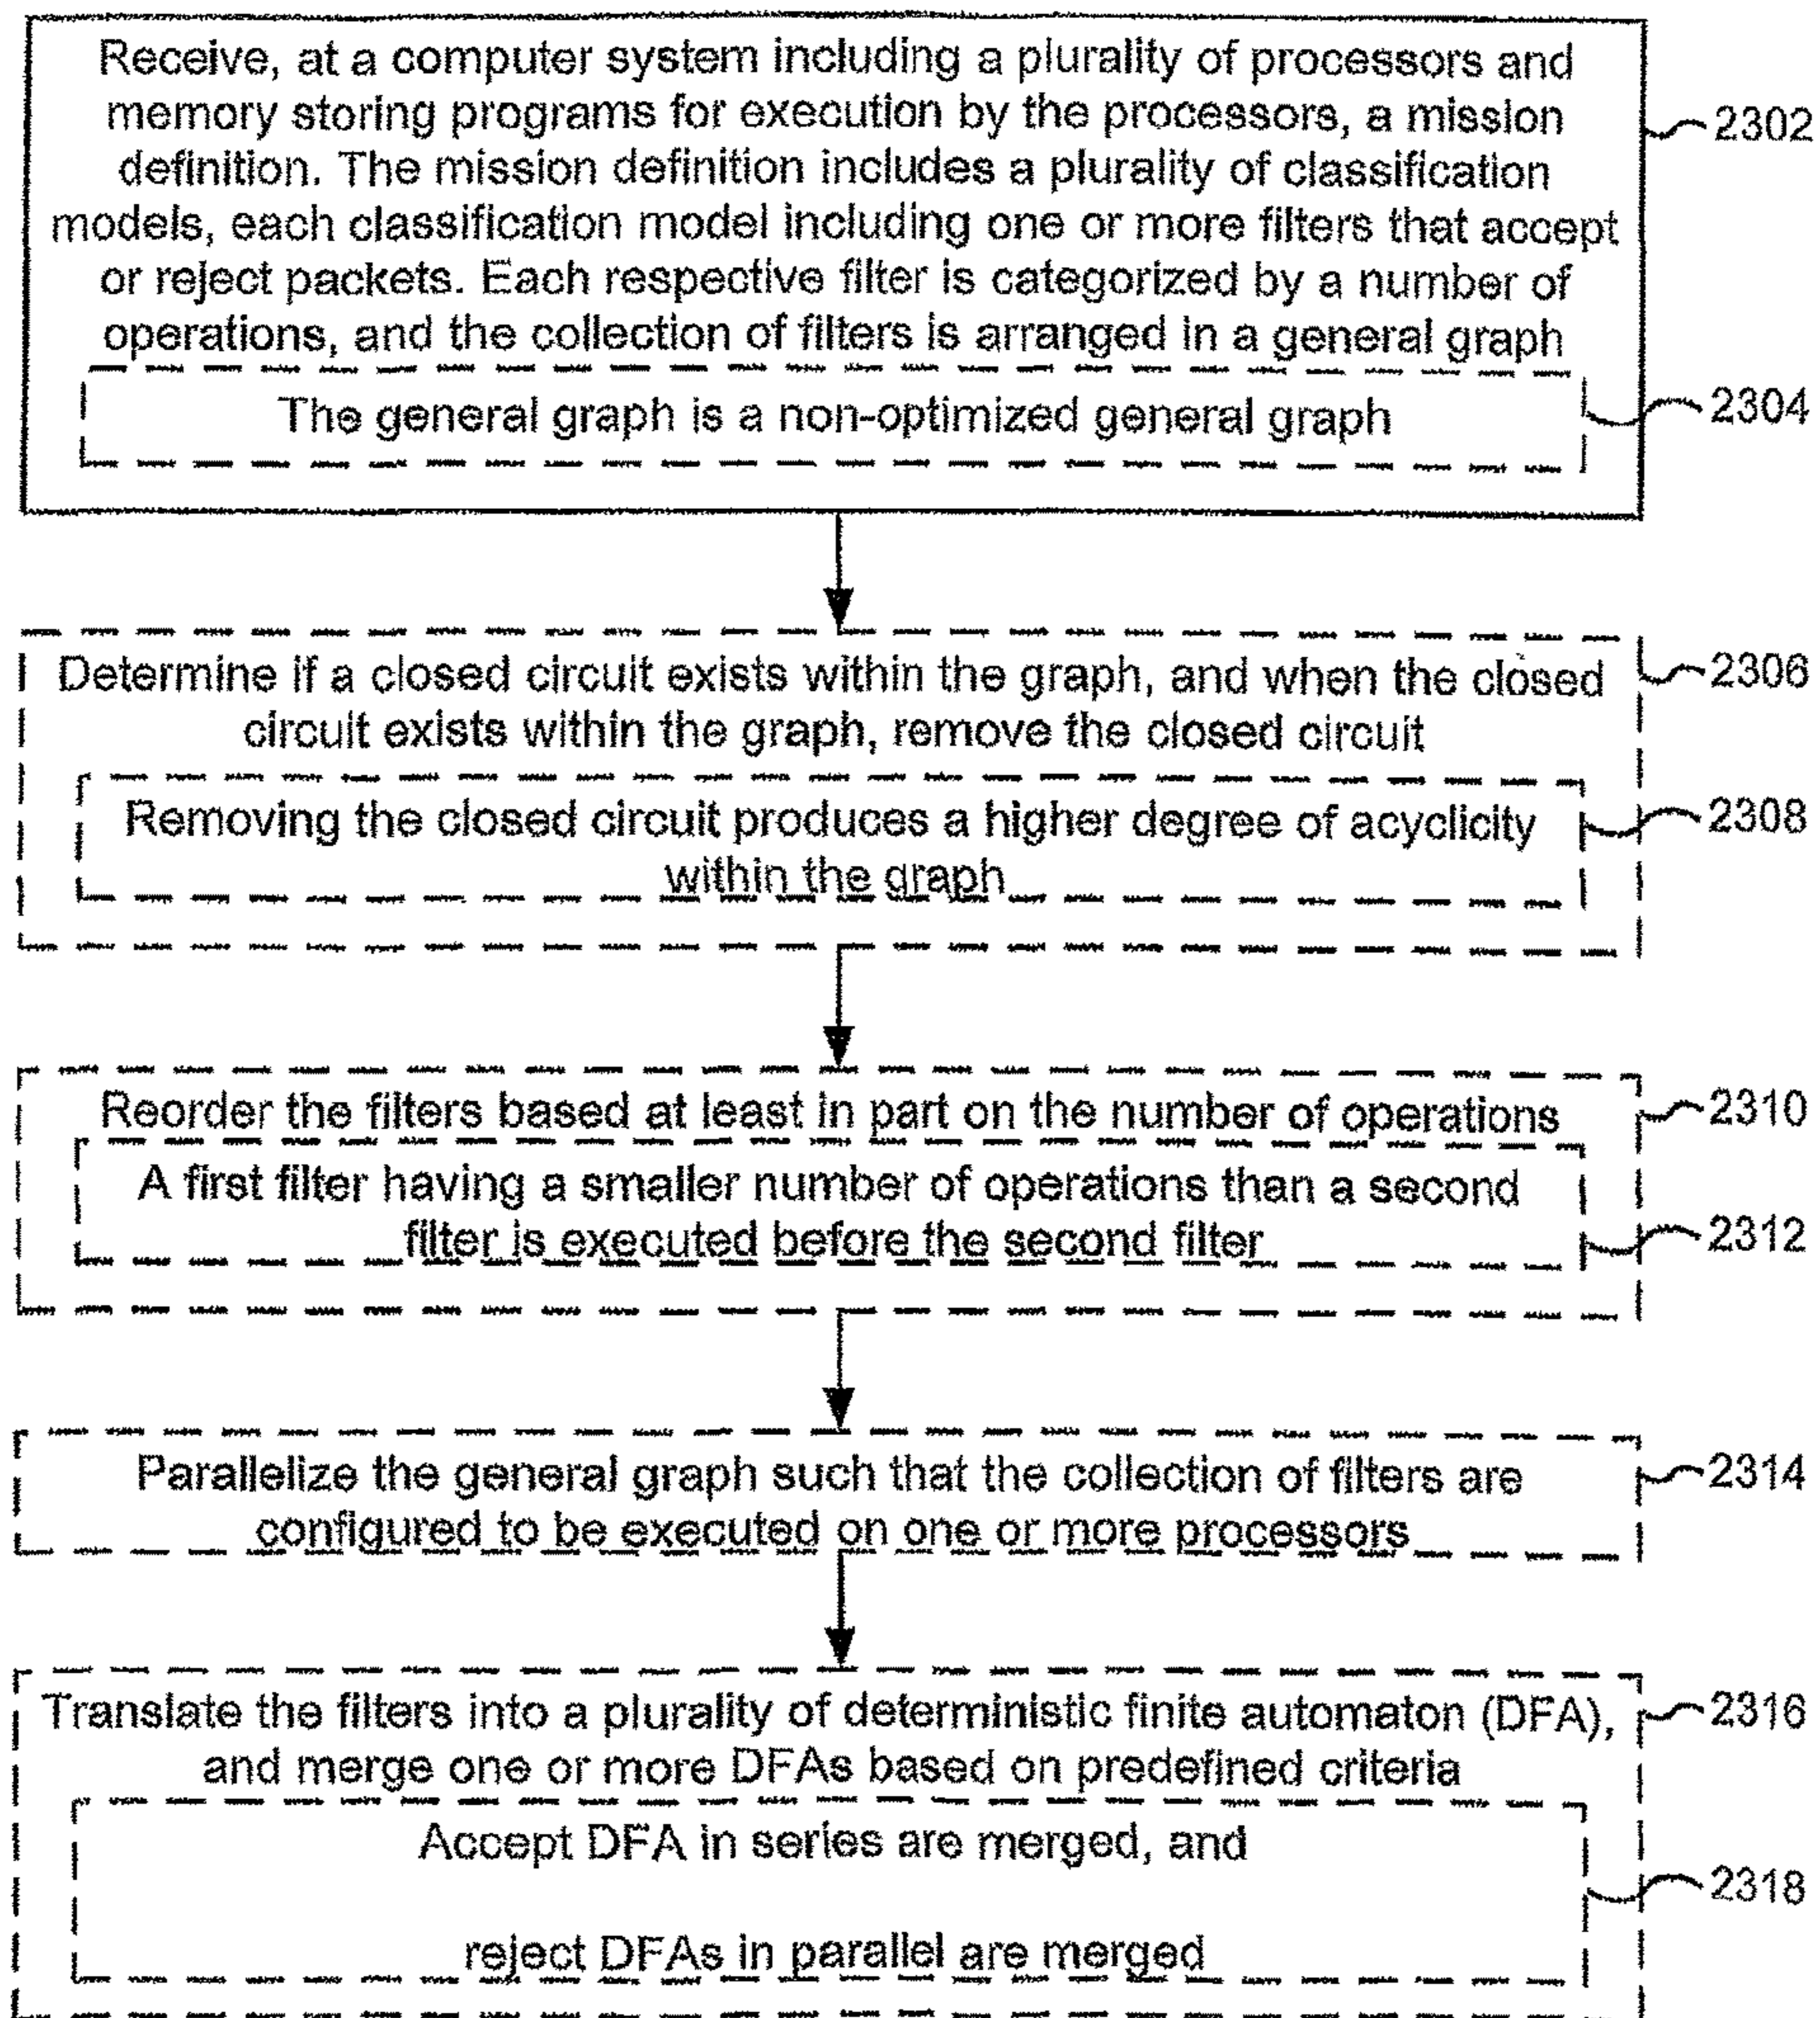 Receive, at a computer system including a plurality of processors and
memory storing programs for execution by the processors, a mission
definition. The mission definition includes a plurality of classification
models, each classification model including one or more filters that accept
or reject packets. Each respective filter is categorized by a number of
operations, and the collection of filters is arranged in a general graph
2302
The general graph is a non-optimized general graph
2304
Determine if a closed circuit exists within the graph, and when the closed
circuit exists within the graph, remove the closed circuit
2306
Removing the closed circuit produces a higher degree of acyclicity
within the graph
2308
Reorder the filters based at least in part on the number of operations
2310
A first filter having a smaller number of operations than a second
filter is executed before the second filter
2312
Parallelize the general graph such that the collection of filters are
configured to be executed on one or more processors
2314
Translate the filters into a plurality of deterministic finite automaton (DFA),
and merge one or more DFAs based on predefined criteria
2316
Accept DFA in series are merged, and
reject DFAs in parallel are merged
2318